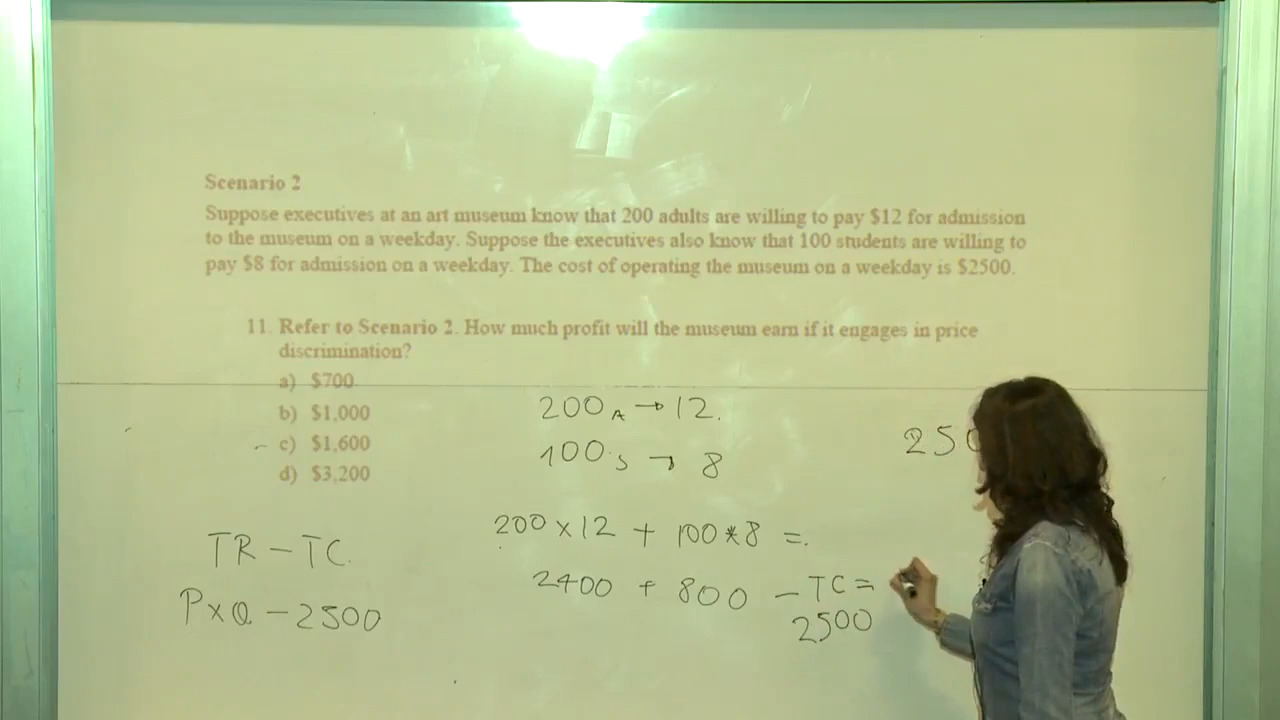 Scenario 2
Suppose executives at an art museum know that 200 adults are willing to pay $12 for admission
to the museum on a weekday. Suppose the executives also know that 100 students are willing to
pay $8 for admission on a weekday. The cost of operating the museum on a weekday is $2500.
11. Refer to Scenario 2. How much profit will the museum earn if it engages in price
discrimination?
a) $700
b) $1,000
c) $1,600
d) $3,200
200 A → 12.
100 s → 8
250
200 x 12 + 100 * 8 =
2400 + 800 - TC =
2500
TR - TC
P x Q - 2500